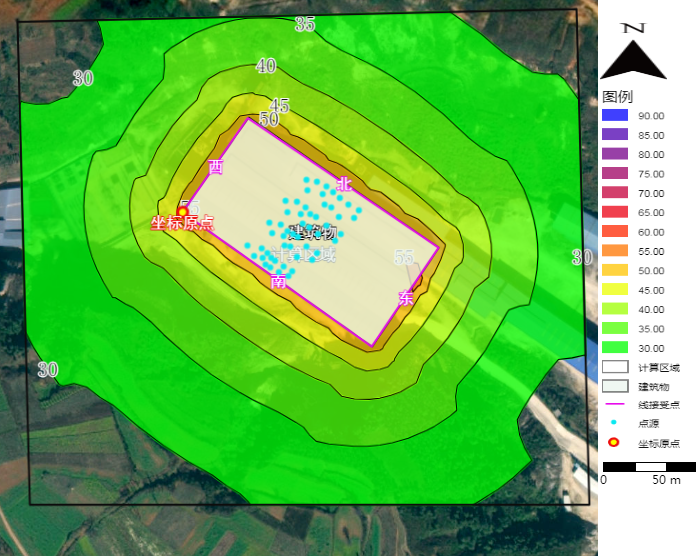 35
N
30
40
图例
45
50
90.00
85.00
80.00
75.00
70.00
65.00
60.00
55.00
50.00
45.00
40.00
35.00
30.00
计算区域
建筑物
线接受点
点源
坐标原点
0 50 m
西
北
55
坐标原点
建筑物
计算区域
55
30
南
东
30